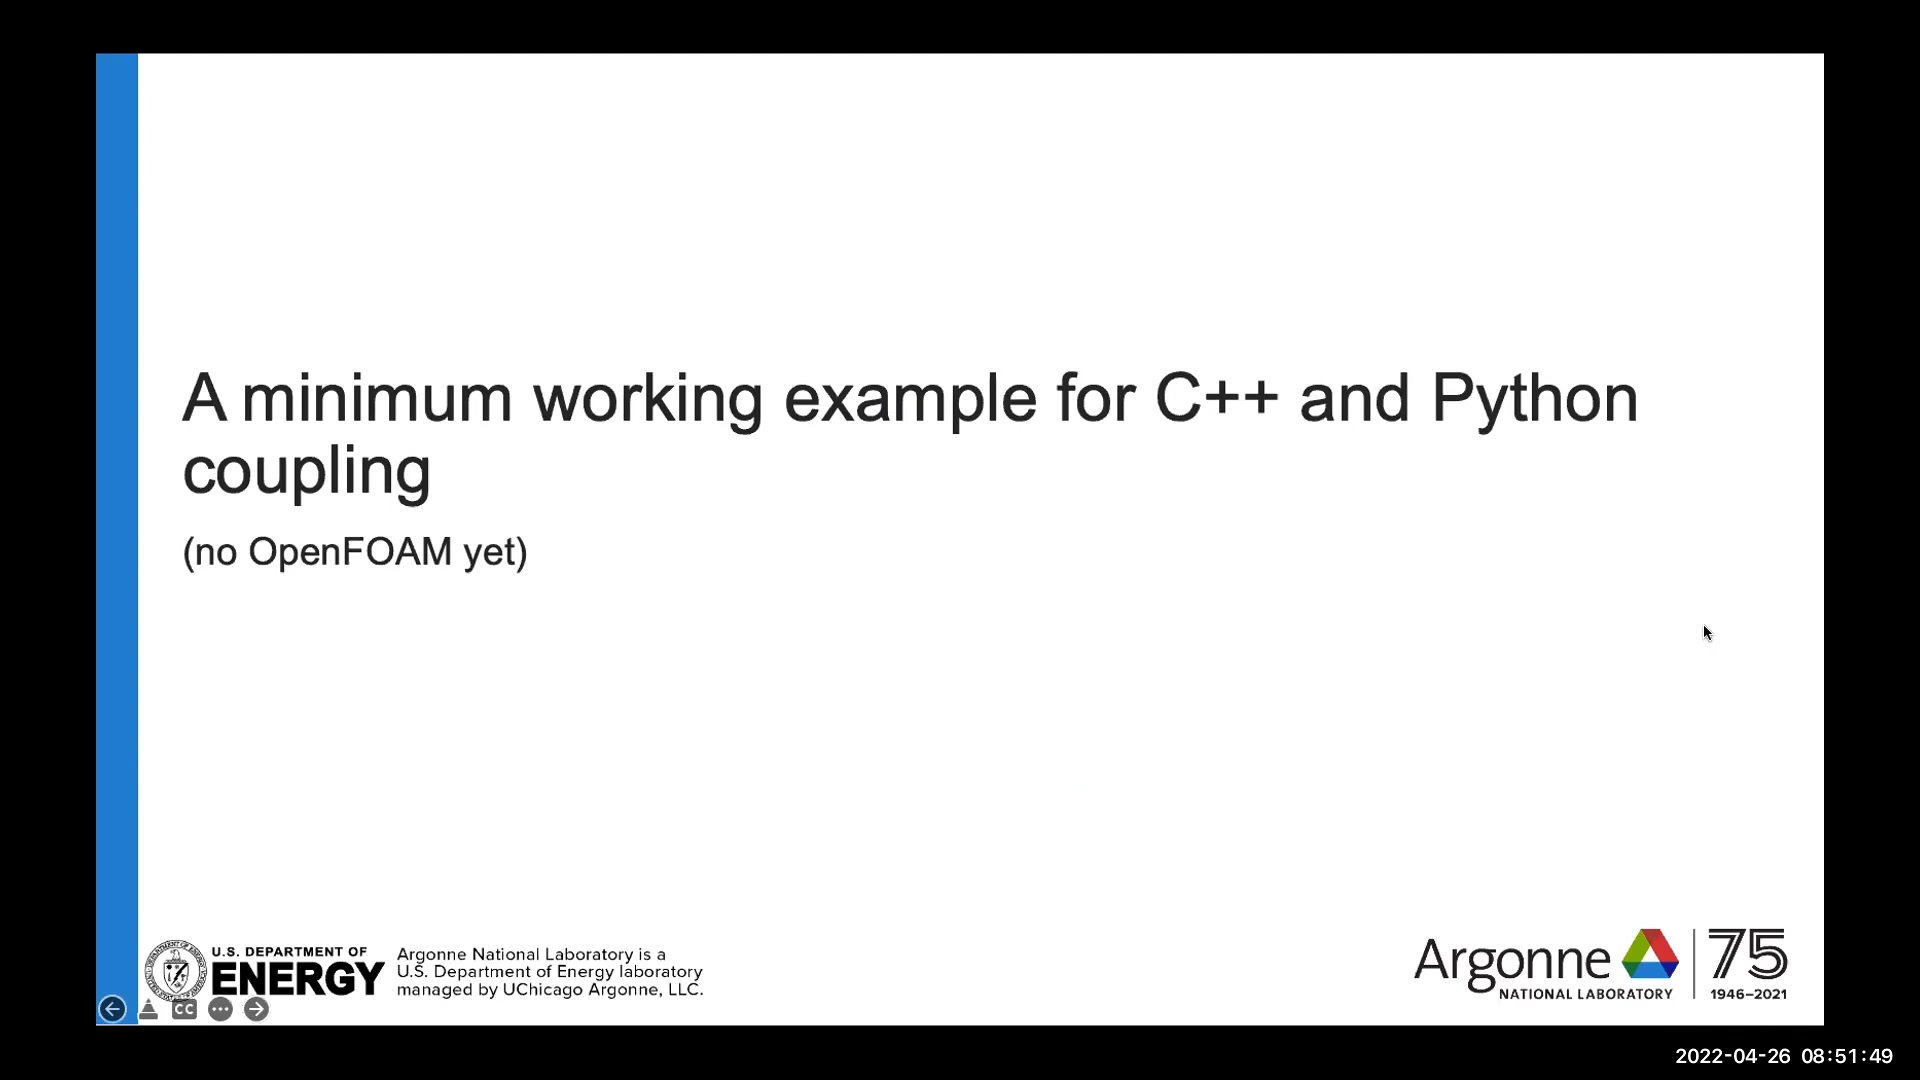 A minimum working example for C++ and Python
coupling
(no OpenFOAM yet)
U.S. DEPARTMENT OF
ENERGY
Argonne National Laboratory is a
U.S. Department of Energy laboratory
managed by UChicago Argonne, LLC.
CC
Argonne
NATIONAL LABORATORY
75
1946–2021
2022-04-26 08:51:49